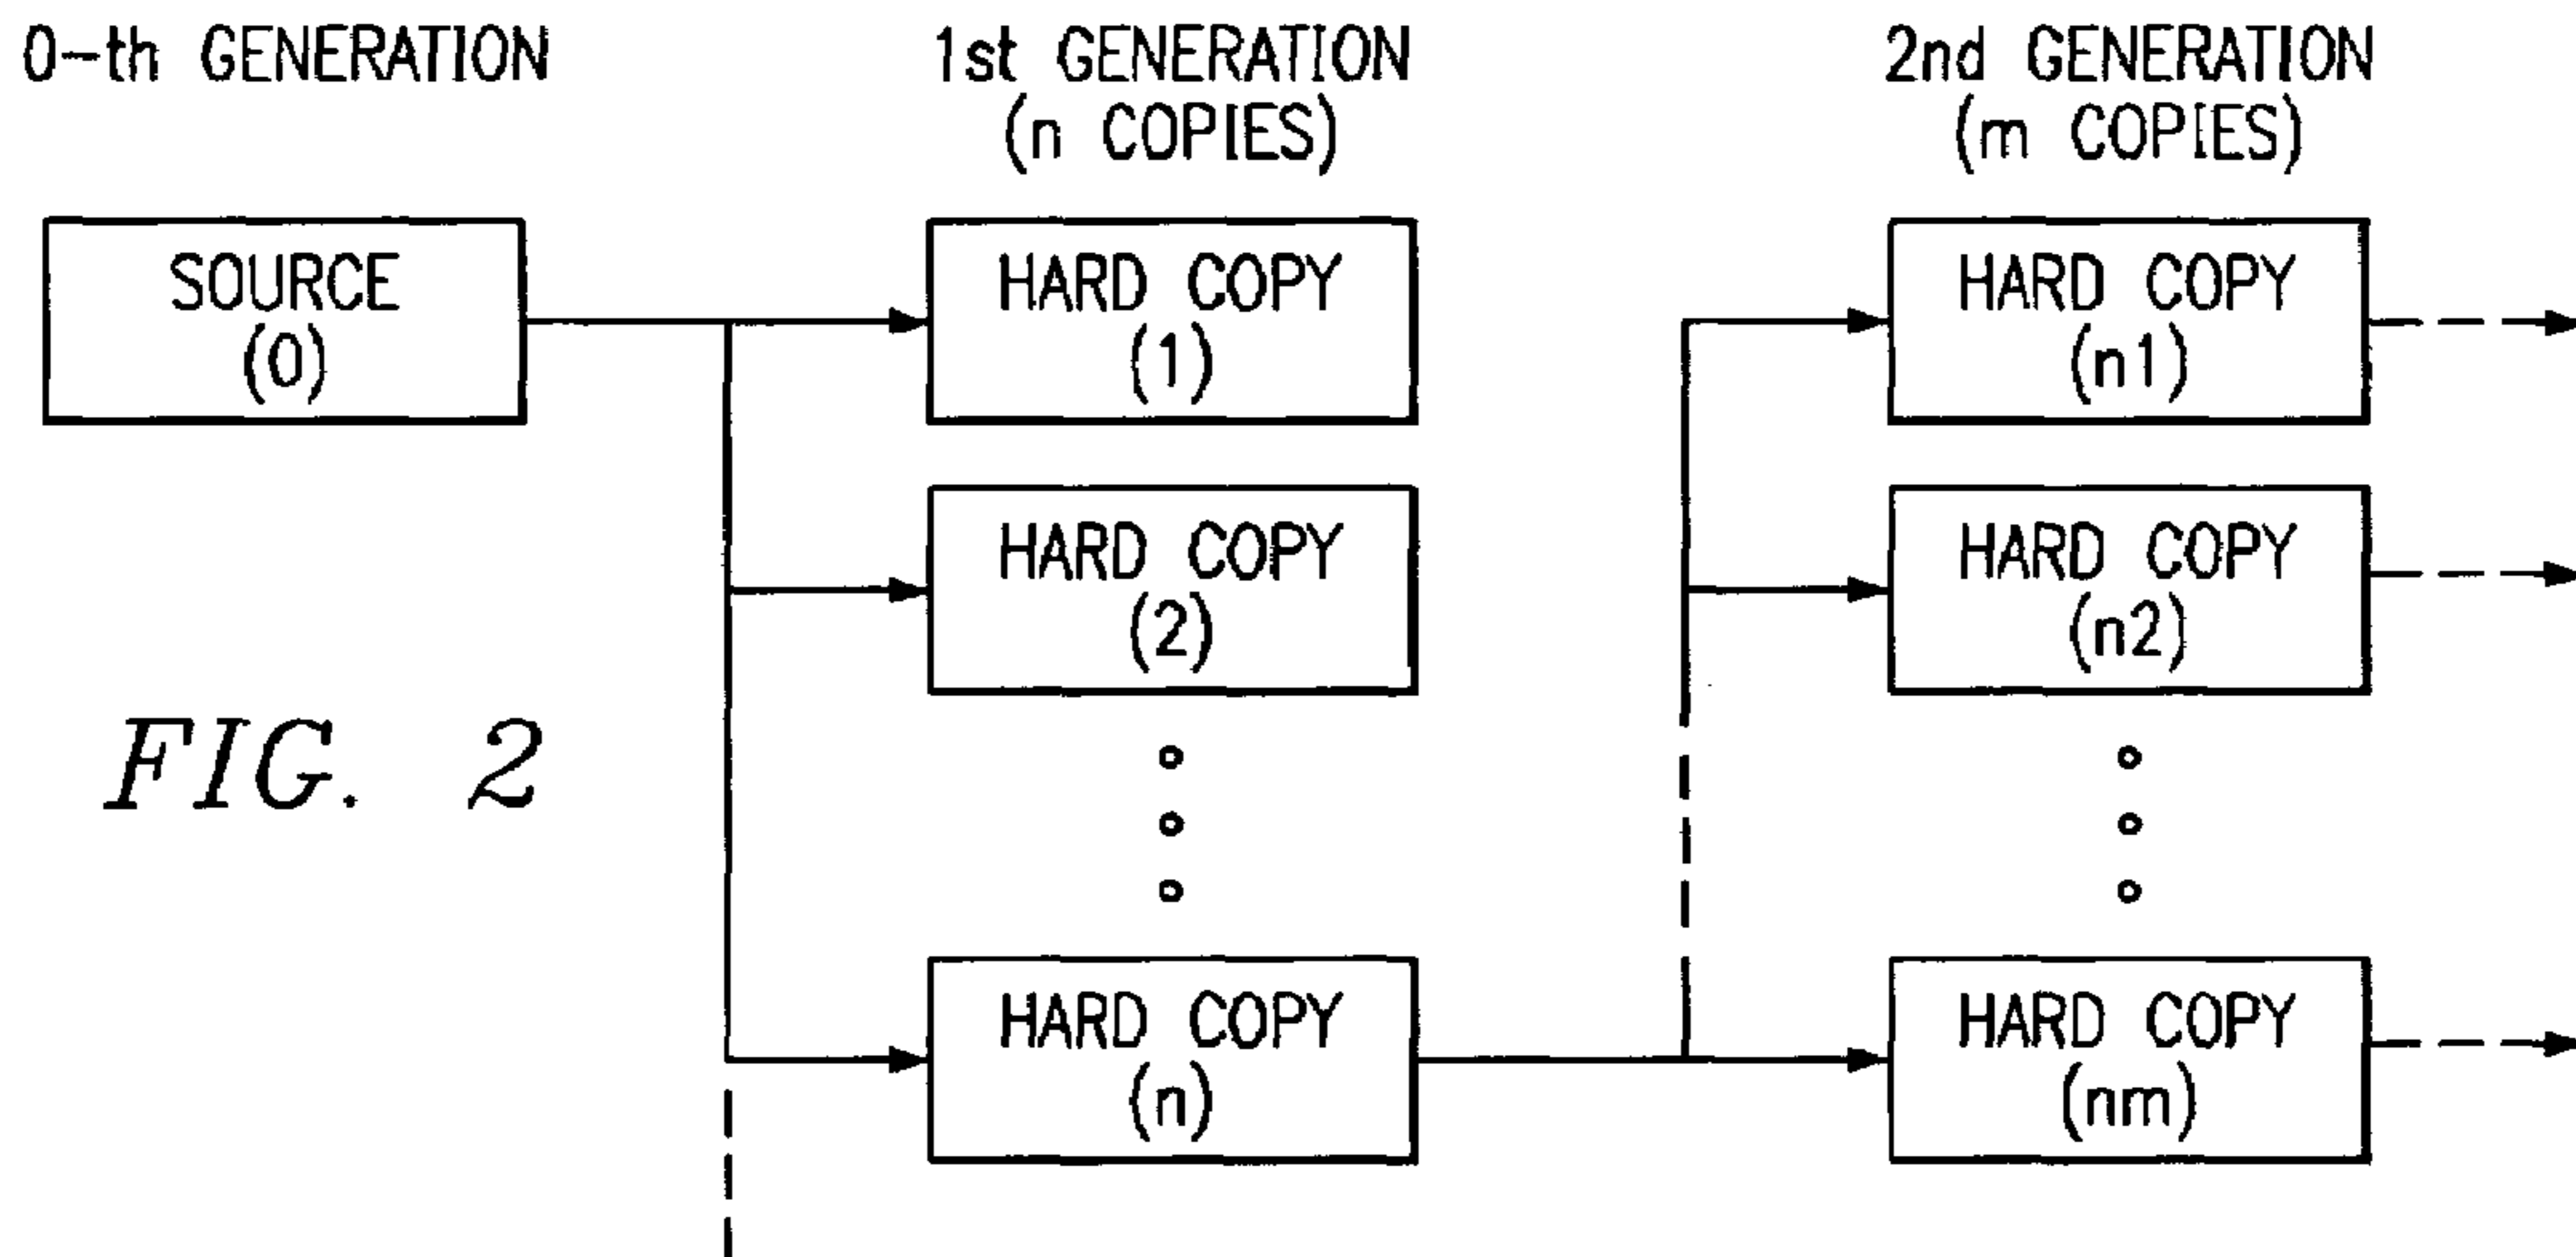 0-th GENERATION
1st GENERATION
(n COPIES)
2nd GENERATION
(m COPIES)
SOURCE
(0)
HARD COPY
(1)
HARD COPY
(n1)
HARD COPY
(2)
HARD COPY
(n2)
FIG. 2
HARD COPY
(n)
HARD COPY
(nm)